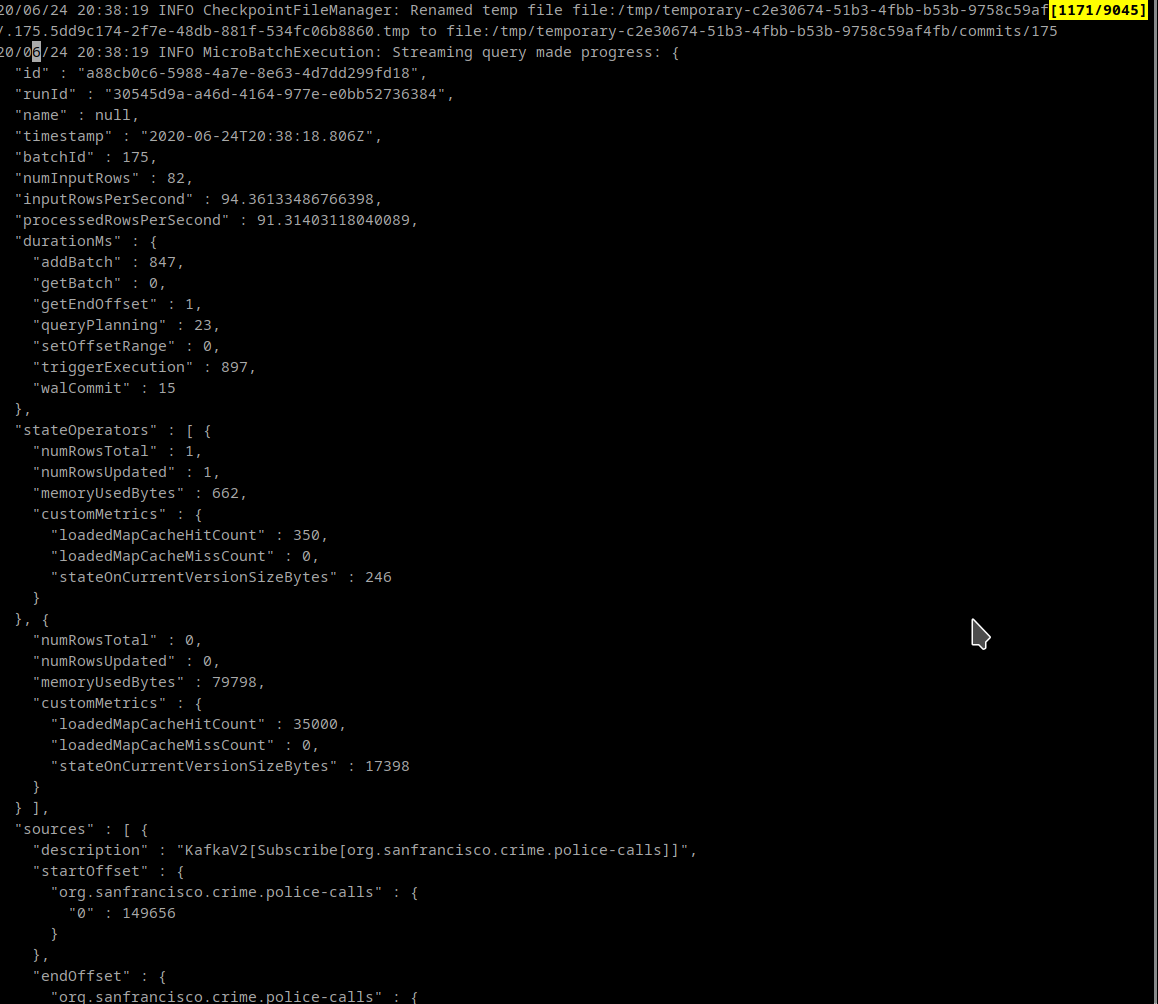 20/06/24 20:38:19 INFO CheckpointFileManager: Renamed temp file file:/tmp/temporary-c2e30674-51b3-4fbb-b53b-9758c59af[1171/9045]
/.175.5dd9c174-2f7e-48db-881f-534fc06b8860.tmp to file:/tmp/temporary-c2e30674-51b3-4fbb-b53b-9758c59af4fb/commits/175
20/06/24 20:38:19 INFO MicroBatchExecution: Streaming query made progress: {
  "id" : "a88cb0c6-5988-4a7e-8e63-4d7dd299fd18",
  "runId" : "30545d9a-a46d-4164-977e-e0bb52736384",
  "name" : null,
  "timestamp" : "2020-06-24T20:38:18.806Z",
  "batchId" : 175,
  "numInputRows" : 82,
  "inputRowsPerSecond" : 94.36133486766398,
  "processedRowsPerSecond" : 91.31403118040089,
  "durationMs" : {
    "addBatch" : 847,
    "getBatch" : 0,
    "getEndOffset" : 1,
    "queryPlanning" : 23,
    "setOffsetRange" : 0,
    "triggerExecution" : 897,
    "walCommit" : 15
  },
  "stateOperators" : [ {
    "numRowsTotal" : 1,
    "numRowsUpdated" : 1,
    "memoryUsedBytes" : 662,
    "customMetrics" : {
      "loadedMapCacheHitCount" : 350,
      "loadedMapCacheMissCount" : 0,
      "stateOnCurrentVersionSizeBytes" : 246
    }
  }, {
    "numRowsTotal" : 0,
    "numRowsUpdated" : 0,
    "memoryUsedBytes" : 79798,
    "customMetrics" : {
      "loadedMapCacheHitCount" : 35000,
      "loadedMapCacheMissCount" : 0,
      "stateOnCurrentVersionSizeBytes" : 17398
    }
  } ],
  "sources" : [ {
    "description" : "KafkaV2[Subscribe[org.sanfrancisco.crime.police-calls]]",
    "startOffset" : {
      "org.sanfrancisco.crime.police-calls" : {
        "0" : 149656
      }
    },
    "endOffset" : {
      "org.sanfrancisco.crime.police-calls" : {